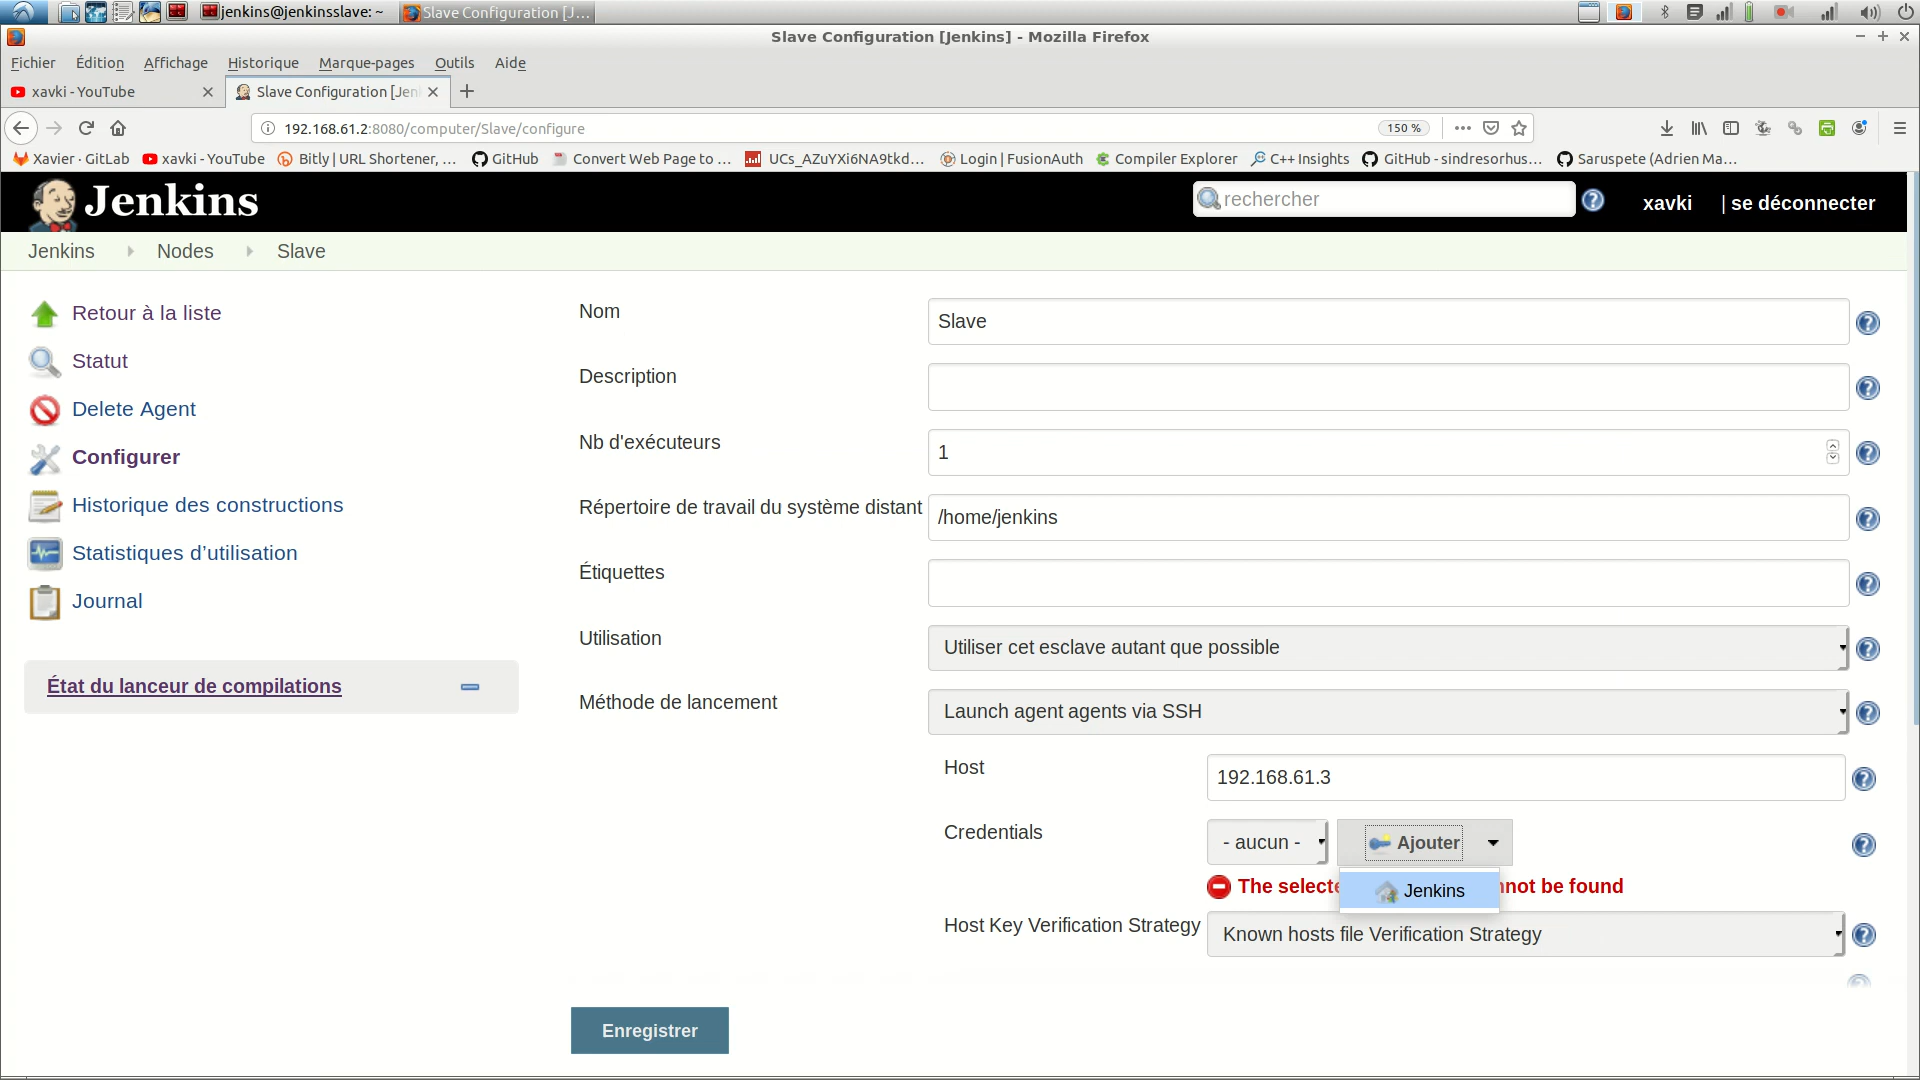 jenkins@jenkinsslave: ~
Slave Configuration [J...
Slave Configuration [Jenkins] - Mozilla Firefox
Fichier Édition Affichage Historique Marque-pages Outils Aide
xavki - YouTube
Slave Configuration [Jen
192.168.61.2:8080/computer/Slave/configure
150 %
Xavier · GitLab xavki - YouTube Bitly | URL Shortener, ... GitHub Convert Web Page to ... UCs_AZuYXi6NA9tkd... Login | FusionAuth Compiler Explorer C++ Insights GitHub - sindresorhus... Saruspete (Adrien Ma...
Jenkins
rechercher
xavki
| se déconnecter
Jenkins Nodes Slave
Retour à la liste
Statut
Delete Agent
Configurer
Historique des constructions
Statistiques d'utilisation
Journal
État du lanceur de compilations
Nom
Slave
Description
Nb d'exécuteurs
1
Répertoire de travail du système distant
/home/jenkins
Étiquettes
Utilisation
Utiliser cet esclave autant que possible
Méthode de lancement
Launch agent agents via SSH
Host
192.168.61.3
Credentials
- aucun -
Ajouter
Jenkins
The selecte nnot be found
Host Key Verification Strategy
Known hosts file Verification Strategy
Enregistrer